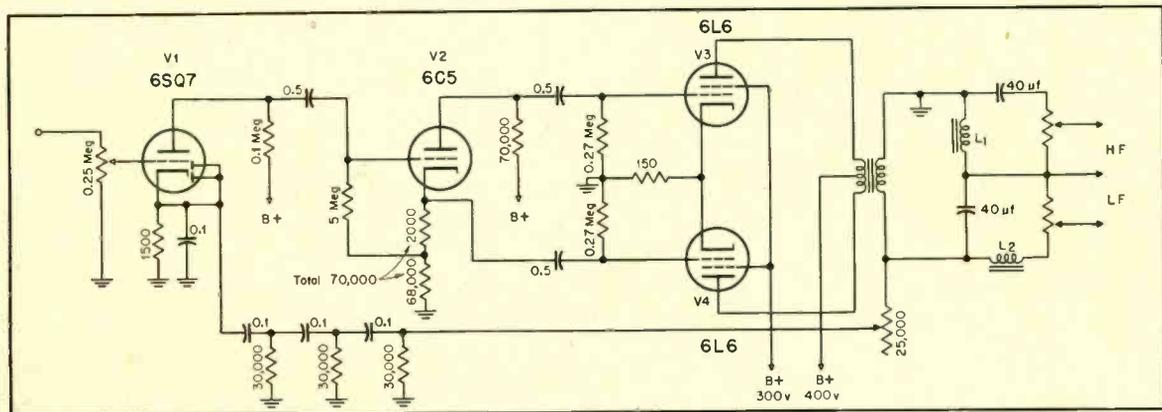 V1
6SQ7
V2
6C5
6L6
V3
0.5
0.5
40 µf
0.25 Meg
0.1 Meg
70,000
0.27 Meg
L1
HF
150
B+
B+
5 Meg
2000
0.27 Meg
40 µf
LF
1500
0.1
Total 70,000
68,000
0.5
L2
V4
0.1
0.1
0.1
6L6
25,000
30,000
30,000
30,000
B+
300 v
B+
400 v